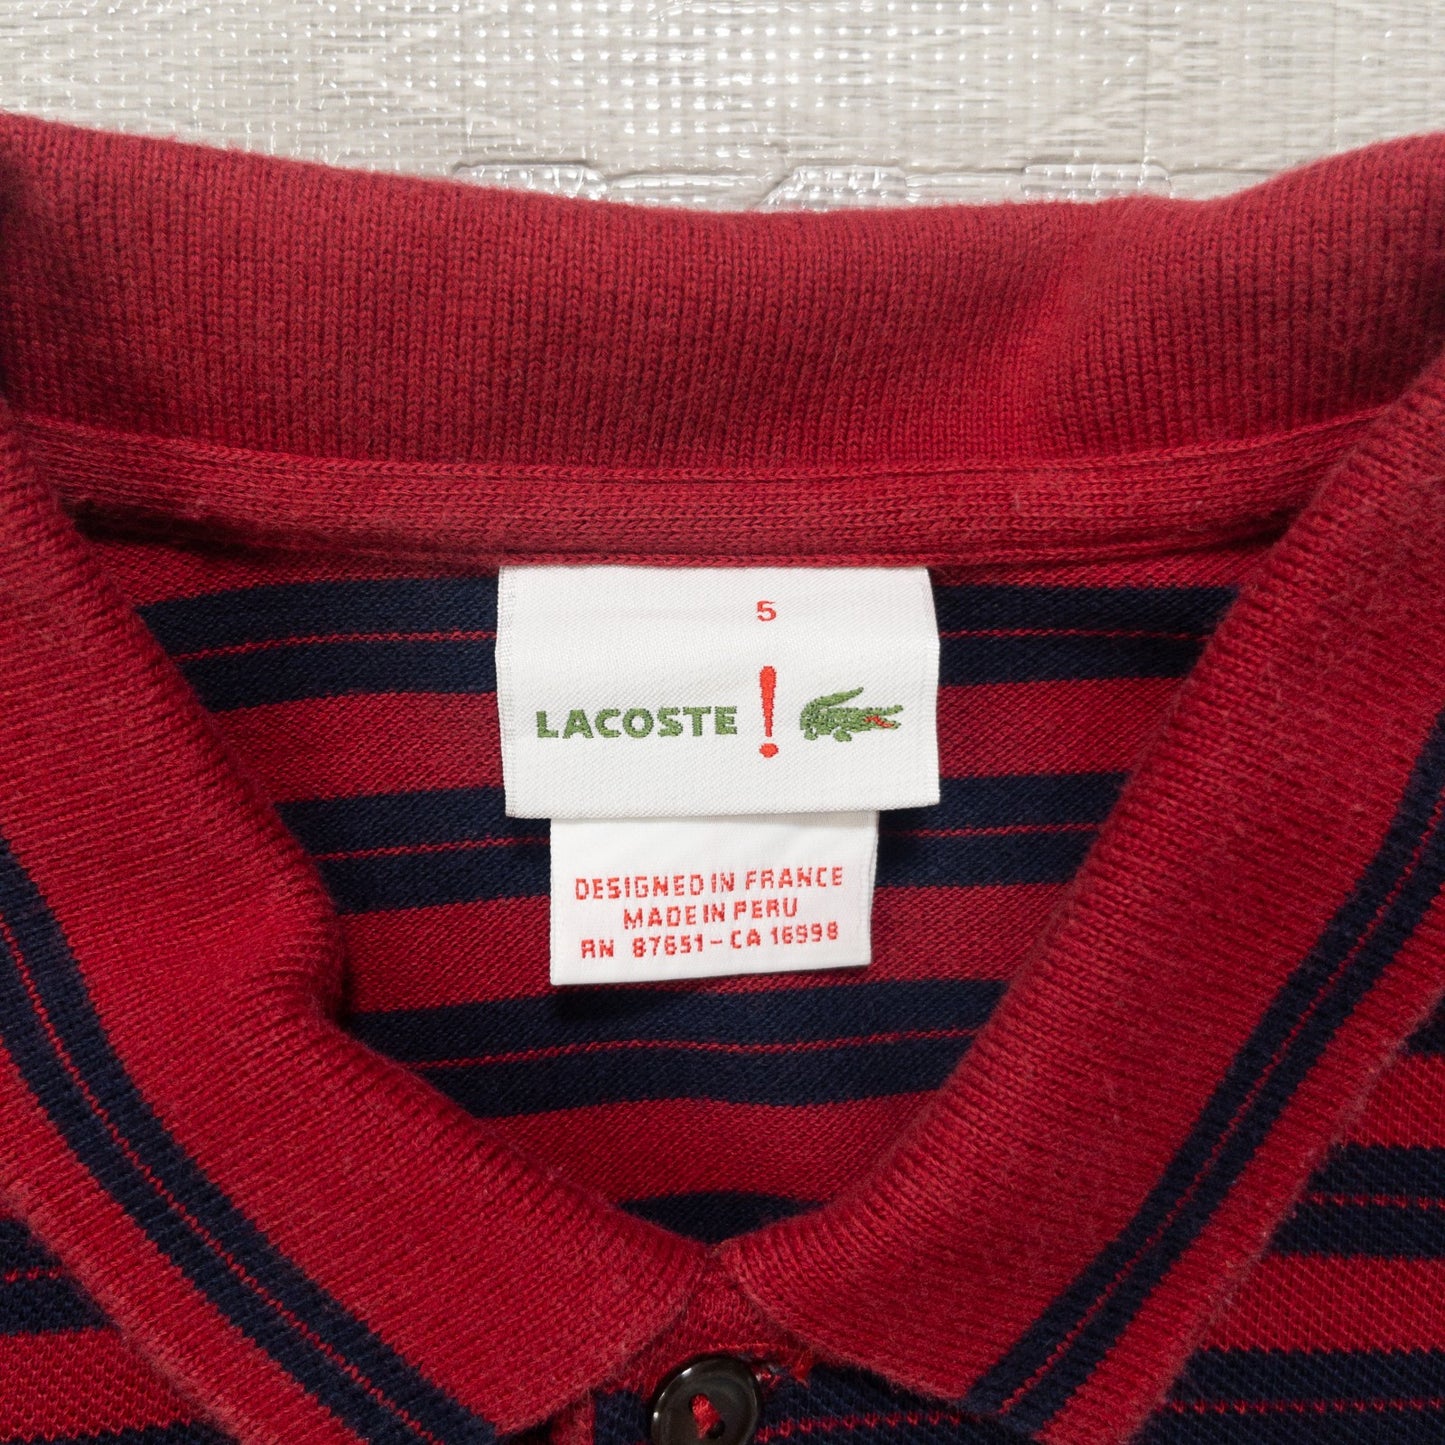 5
LACOSTE!
DESIGNED IN FRANCE
MADE IN PERU
RN 87651-CA 16998